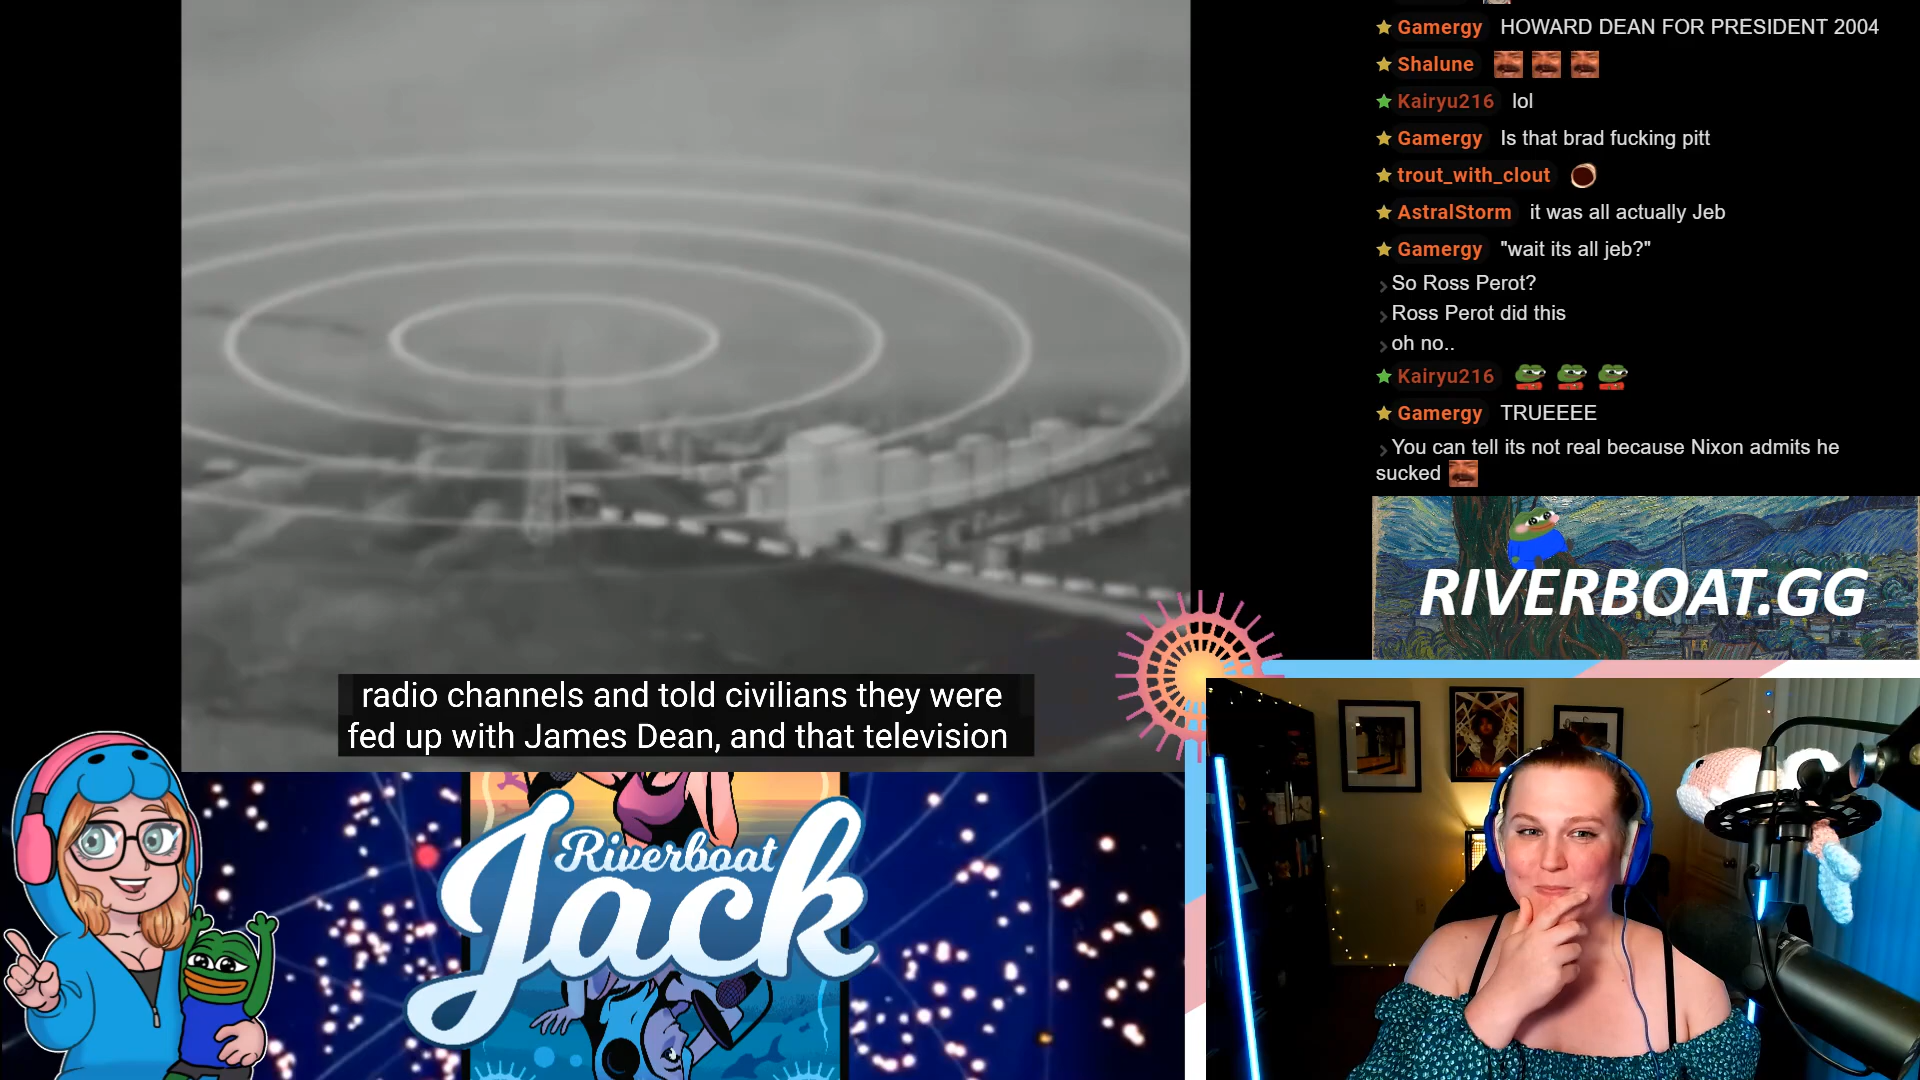 Gamergy HOWARD DEAN FOR PRESIDENT 2004
Shalune
Kairyu216 lol
Gamergy Is that brad fucking pitt
trout_with_clout
AstralStorm it was all actually Jeb
Gamergy "wait its all jeb?"
So Ross Perot?
Ross Perot did this
oh no..
Kairyu216
Gamergy TRUEEEE
You can tell its not real because Nixon admits he
sucked
RIVERBOAT.GG
radio channels and told civilians they were
fed up with James Dean, and that television
Riverboat
Jack